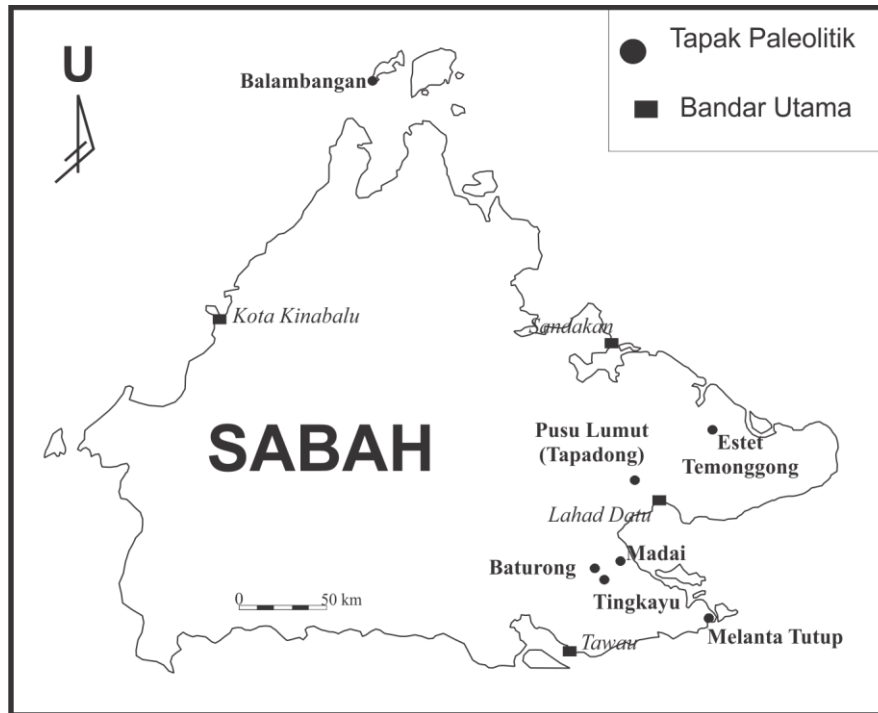 U
Tapak Paleolitik
Bandar Utama
Balambangan
Kota Kinabalu
Sandakan
SABAH
Pusu Lumut
(Tapadong)
Estet
Temonggong
Lahad Datu
Madai
Baturong
Tingkayu
0 50 km
Melanta Tutup
Tawau